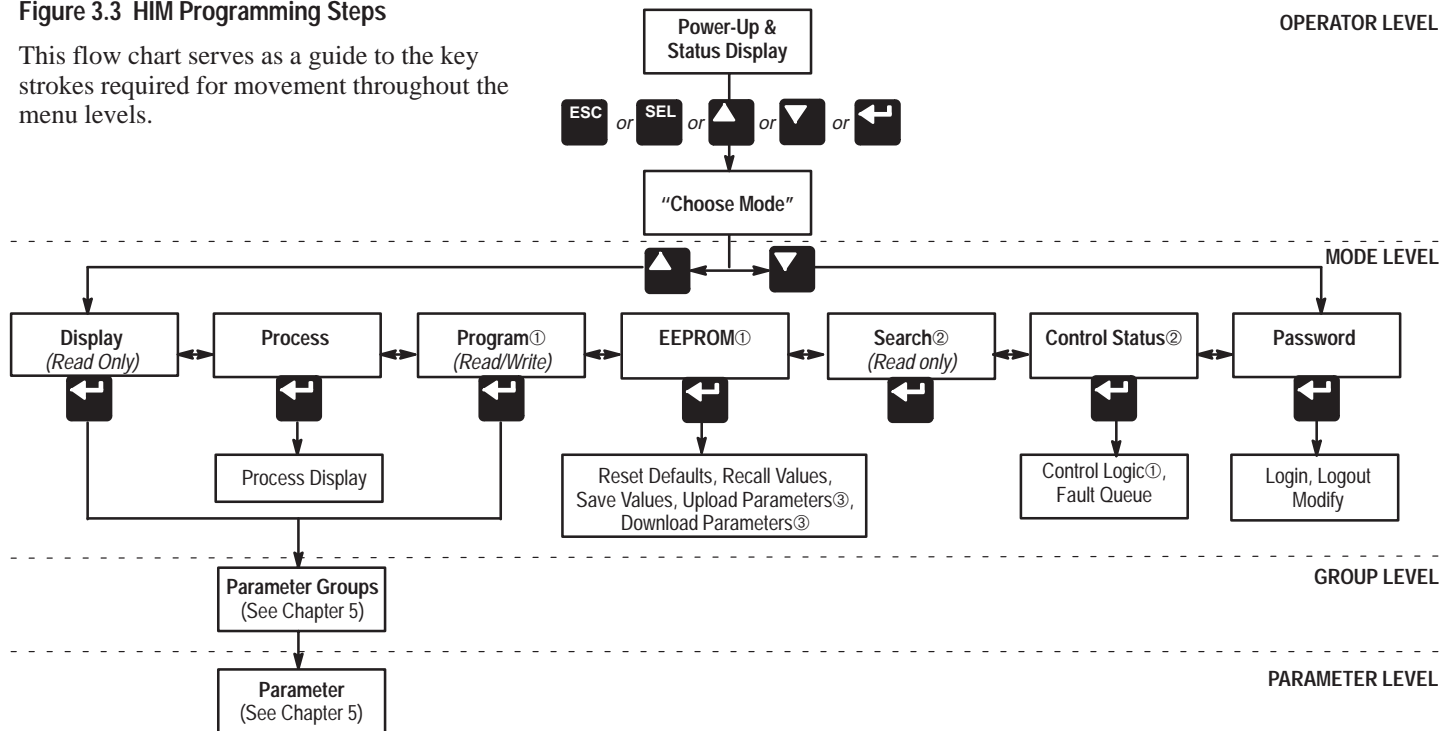 Figure 3.3 HIM Programming Steps
This flow chart serves as a guide to the key
strokes required for movement throughout the
menu levels.
Power-Up &
Status Display
OPERATOR LEVEL
ESC or SEL or or or
“Choose Mode”
MODE LEVEL
Display
(Read Only)
Process
Program①
(Read/Write)
EEPROM①
Search②
(Read only)
Control Status②
Password
Process Display
Reset Defaults, Recall Values,
Save Values, Upload Parameters③,
Download Parameters③
Control Logic①,
Fault Queue
Login, Logout
Modify
GROUP LEVEL
Parameter Groups
(See Chapter 5)
PARAMETER LEVEL
Parameter
(See Chapter 5)